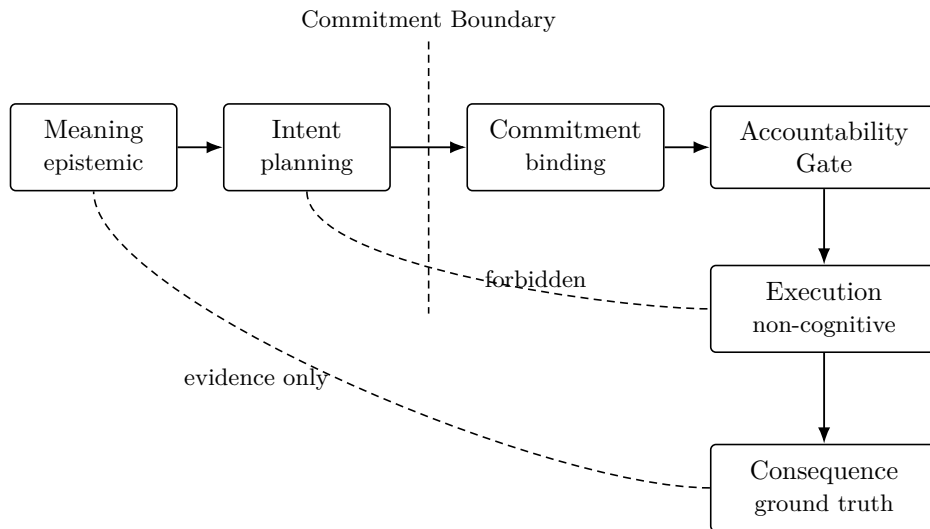 Commitment Boundary
Meaning
epistemic
Intent
planning
Commitment
binding
Accountability
Gate
forbidden
Execution
non-cognitive
evidence only
Consequence
ground truth